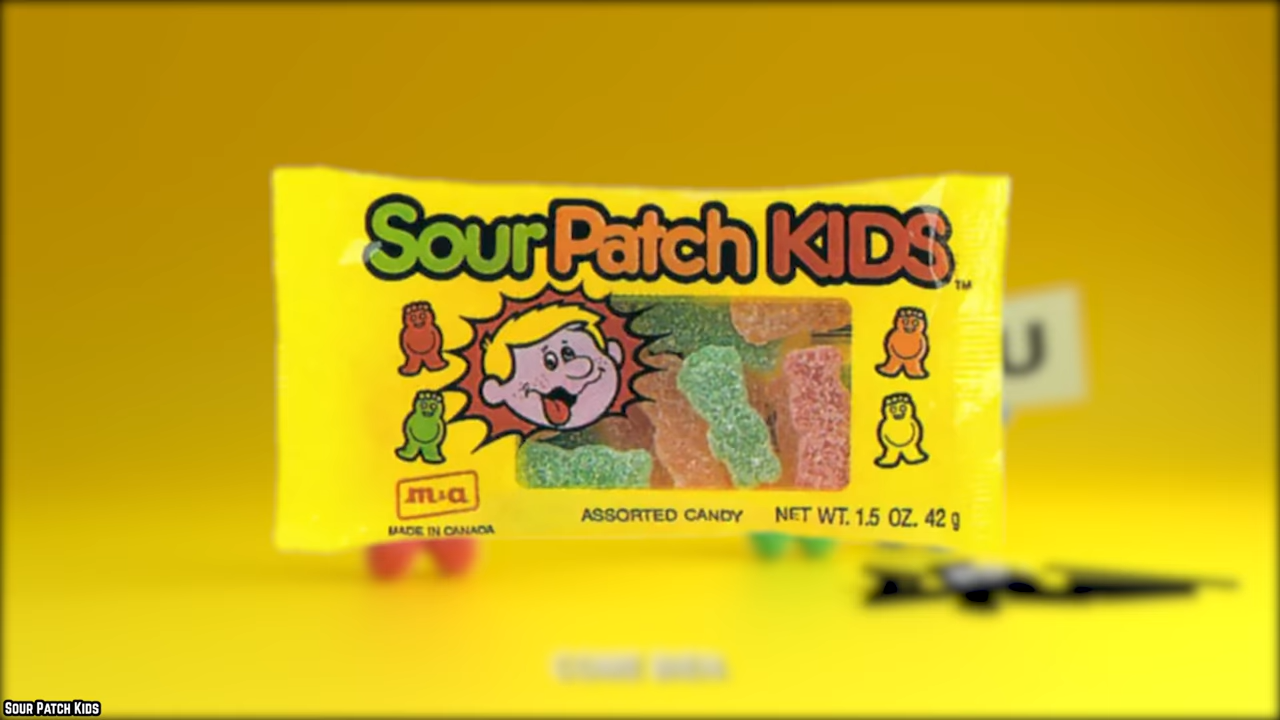 Sour Patch KIDS TM
m&a
MADE IN CANADA
ASSORTED CANDY NET WT. 1.5 OZ. 42 g
U
SOUR PATCH KIDS